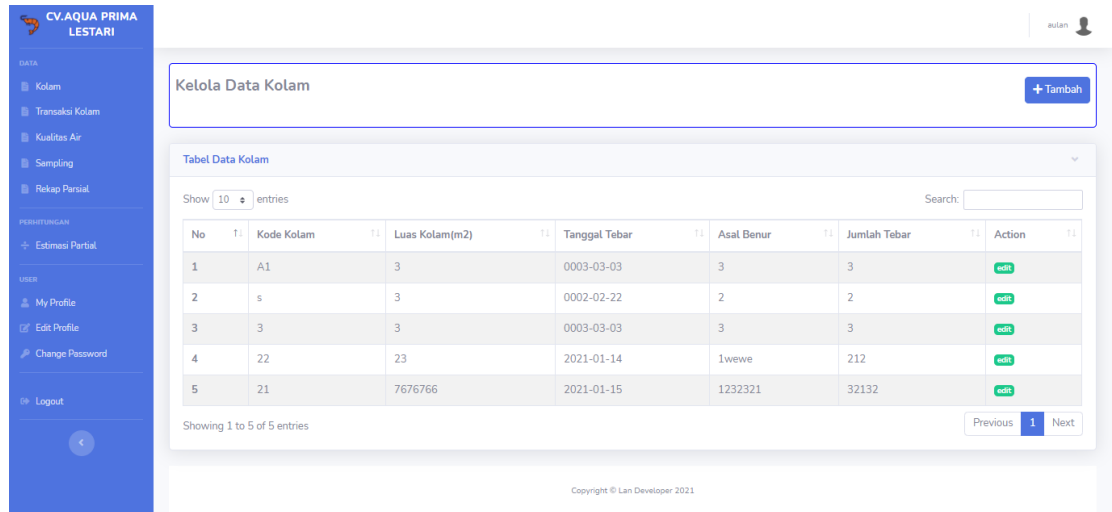 CV.AQUA PRIMA
LESTARI
DATA
Kolam
Transaksi Kolam
Kualitas Air
Sampling
Rekap Parsial
PERHITUNGAN
Estimasi Partial
USER
My Profile
Edit Profile
Change Password
Logout
aulan
Kelola Data Kolam
+ Tambah
Tabel Data Kolam
Show 10 entries Search:
No Kode Kolam Luas Kolam(m2) Tanggal Tebar Asal Benur Jumlah Tebar Action
1 A1 3 0003-03-03 3 3 edit
2 s 3 0002-02-22 2 2 edit
3 3 3 0003-03-03 3 3 edit
4 22 23 2021-01-14 1wewe 212 edit
5 21 7676766 2021-01-15 1232321 32132 edit
Showing 1 to 5 of 5 entries Previous 1 Next
Copyright © Lan Developer 2021